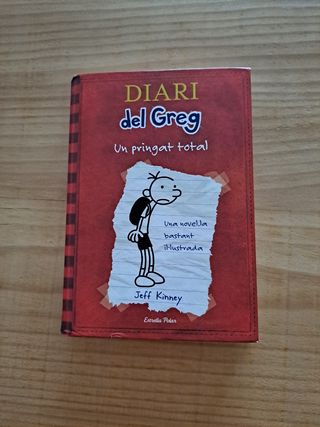 DIARI
del Greg
Un pringat total
Una novel·la
bastant
il·lustrada
Jeff Kinney
Estrella Polar